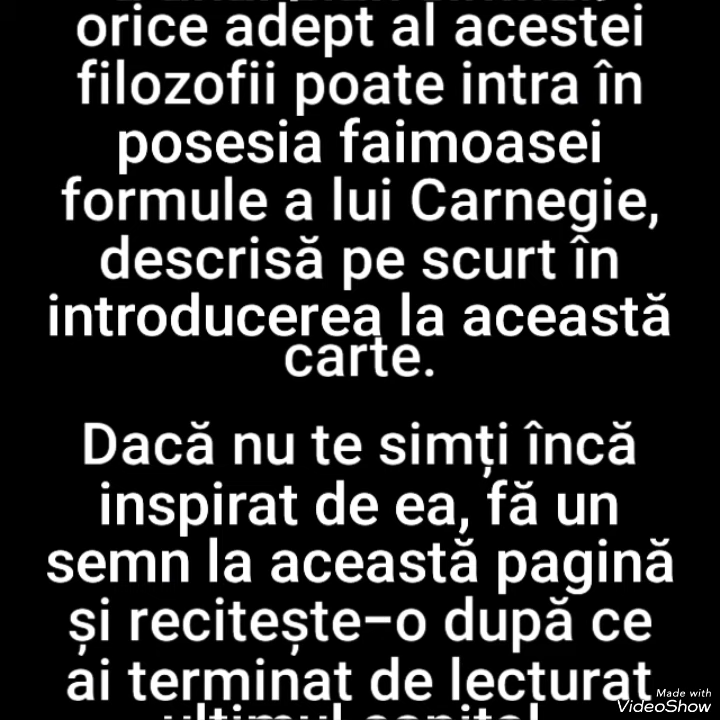 orice adept al acestei
filozofii poate intra în
posesia faimoasei
formule a lui Carnegie,
descrisă pe scurt în
introducerea la această
carte.
Dacă nu te simți încă
inspirat de ea, fă un
semn la această pagină
și recitește-o după ce
ai terminat de lecturat
ultimul capitol
Made with
VideoShow